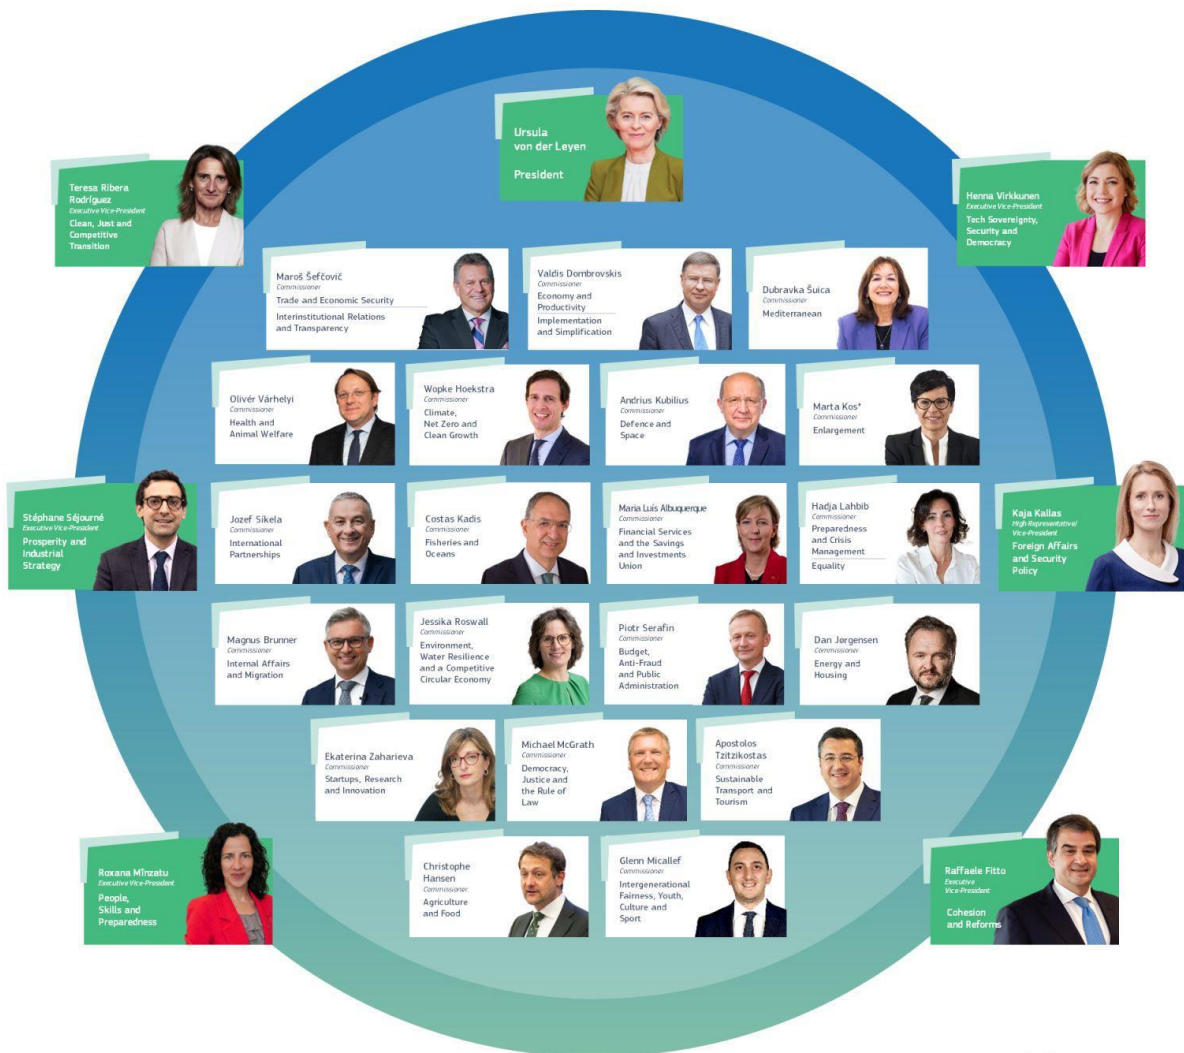 Ursula
von der Leyen
President
Teresa Ribera
Rodríguez
Executive Vice-President
Clean, Just and
Competitive
Transition
Henna Virkkunen
Executive Vice-President
Tech Sovereignty,
Security and
Democracy
Maroš Šefčovič
Commissioner
Trade and Economic Security
Interinstitutional Relations
and Transparency
Valdis Dombrovskis
Commissioner
Economy and
Productivity
Implementation
and Simplification
Dubravka Šuica
Commissioner
Mediterranean
Olivér Várhelyi
Commissioner
Health and
Animal Welfare
Wopke Hoekstra
Commissioner
Climate,
Net Zero and
Clean Growth
Andrius Kubilius
Commissioner
Defence and
Space
Marta Kos*
Commissioner
Enlargement
Stéphane Séjourné
Executive Vice-President
Prosperity and
Industrial
Strategy
Jozef Síkela
Commissioner
International
Partnerships
Costas Kadis
Commissioner
Fisheries and
Oceans
Maria Luís Albuquerque
Commissioner
Financial Services
and the Savings
and Investments
Union
Hadja Lahbib
Commissioner
Preparedness
and Crisis
Management
Equality
Kaja Kallas
High Representative/
Vice-President
Foreign Affairs
and Security
Policy
Magnus Brunner
Commissioner
Internal Affairs
and Migration
Jessika Roswall
Commissioner
Environment,
Water Resilience
and a Competitive
Circular Economy
Piotr Serafin
Commissioner
Budget,
Anti-Fraud
and Public
Administration
Dan Jørgensen
Commissioner
Energy and
Housing
Ekaterina Zaharieva
Commissioner
Startups, Research
and Innovation
Michael McGrath
Commissioner
Democracy,
Justice and
the Rule of
Law
Apostolos
Tzitzikostas
Commissioner
Sustainable
Transport and
Tourism
Roxana Mînzatu
Executive Vice-President
People,
Skills and
Preparedness
Christophe
Hansen
Commissioner
Agriculture
and Food
Glenn Micallef
Commissioner
Intergenerational
Fairness, Youth,
Culture and
Sport
Raffaele Fitto
Executive
Vice-President
Cohesion
and Reforms